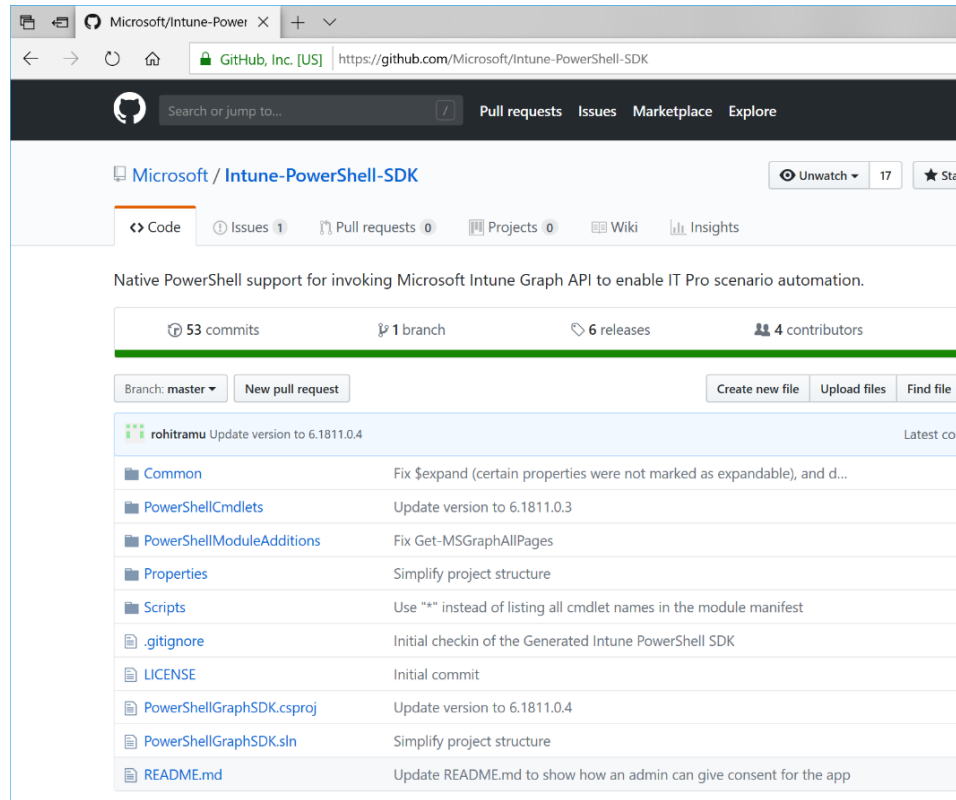 Microsoft/Intune-Power
GitHub, Inc. [US] https://github.com/Microsoft/Intune-PowerShell-SDK
Search or jump to... / Pull requests Issues Marketplace Explore
Microsoft / Intune-PowerShell-SDK Unwatch 17 Sta
Code Issues 1 Pull requests 0 Projects 0 Wiki Insights
Native PowerShell support for invoking Microsoft Intune Graph API to enable IT Pro scenario automation.
53 commits 1 branch 6 releases 4 contributors
Branch: master New pull request Create new file Upload files Find file
rohitramu Update version to 6.1811.0.4 Latest co
Common Fix $expand (certain properties were not marked as expandable), and d...
PowerShellCmdlets Update version to 6.1811.0.3
PowerShellModuleAdditions Fix Get-MSGraphAllPages
Properties Simplify project structure
Scripts Use "*" instead of listing all cmdlet names in the module manifest
.gitignore Initial checkin of the Generated Intune PowerShell SDK
LICENSE Initial commit
PowerShellGraphSDK.csproj Update version to 6.1811.0.4
PowerShellGraphSDK.sln Simplify project structure
README.md Update README.md to show how an admin can give consent for the app